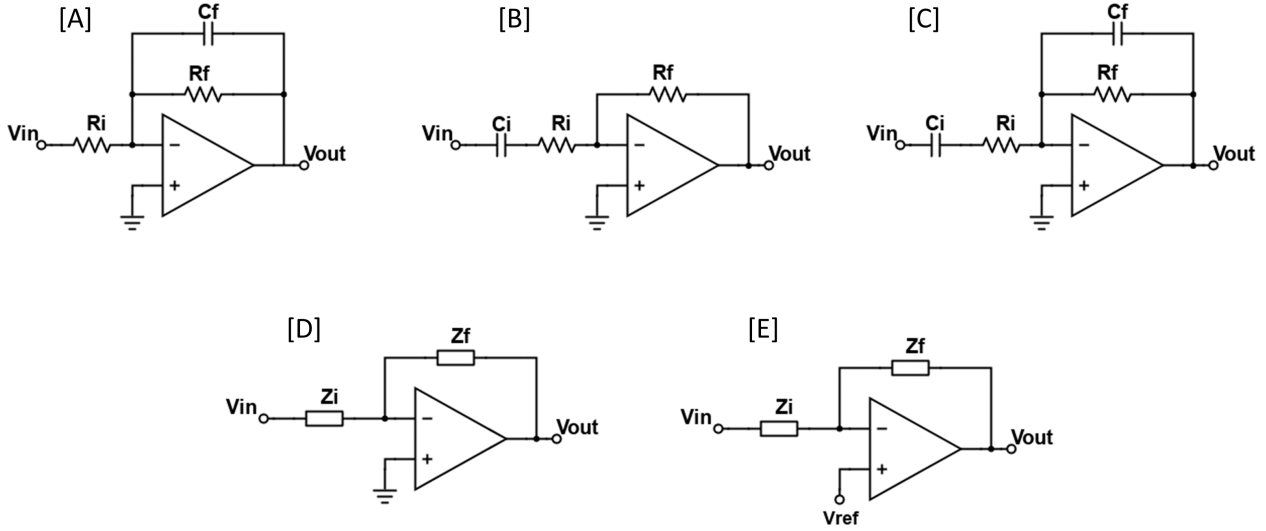 [A]
Cf
Rf
Ri
Vin
−
+
Vout
[B]
Rf
Vin
Ci
Ri
−
+
Vout
[C]
Cf
Rf
Vin
Ci
Ri
−
+
Vout
[D]
Zf
Zi
Vin
−
+
Vout
[E]
Zf
Zi
Vin
−
+
Vout
Vref